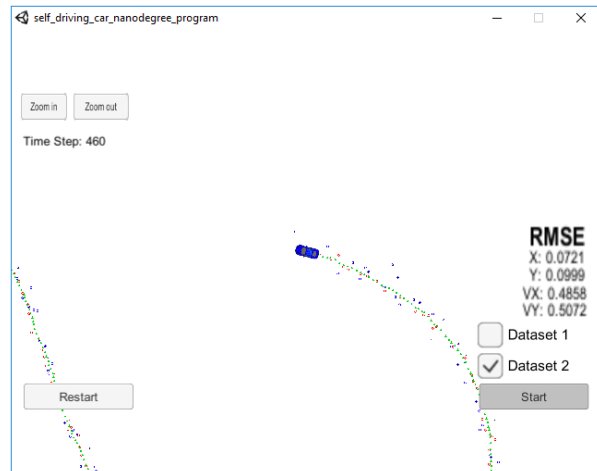 self_driving_car_nanodegree_program
Zoom in
Zoom out
Time Step: 460
RMSE
X: 0.0721
Y: 0.0999
VX: 0.4858
VY: 0.5072
Dataset 1
Dataset 2
Restart
Start